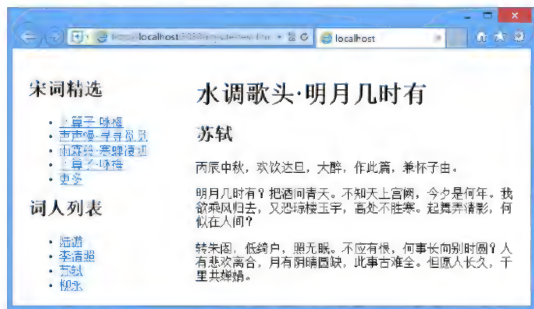 localhost
localhost
宋词精选
卜算子·咏梅
声声慢·寻寻觅觅
雨霖铃·寒蝉凄切
卜算子·咏梅
更多
词人列表
陆游
李清照
苏轼
柳永
水调歌头·明月几时有
苏轼
丙辰中秋，欢饮达旦，大醉，作此篇，兼怀子由。
明月几时有？把酒问青天。不知天上宫阙，今夕是何年。我
欲乘风归去，又恐琼楼玉宇，高处不胜寒。起舞弄清影，何
似在人间？
转朱阁，低绮户，照无眠。不应有恨，何事长向别时圆？人
有悲欢离合，月有阴晴圆缺，此事古难全。但愿人长久，千
里共婵娟。